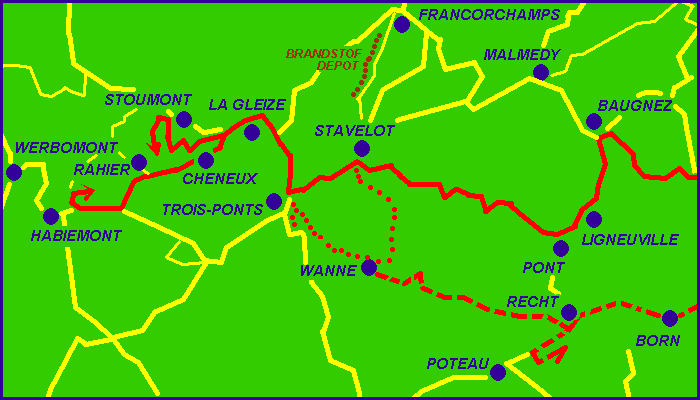 FRANCORCHAMPS
BRANDSTOF
DEPOT
MALMEDY
STOUMONT
LA GLEIZE
BAUGNEZ
STAVELOT
WERBOMONT
RAHIER
CHENEUX
TROIS-PONTS
HABIEMONT
LIGNEUVILLE
WANNE
PONT
RECHT
BORN
POTEAU